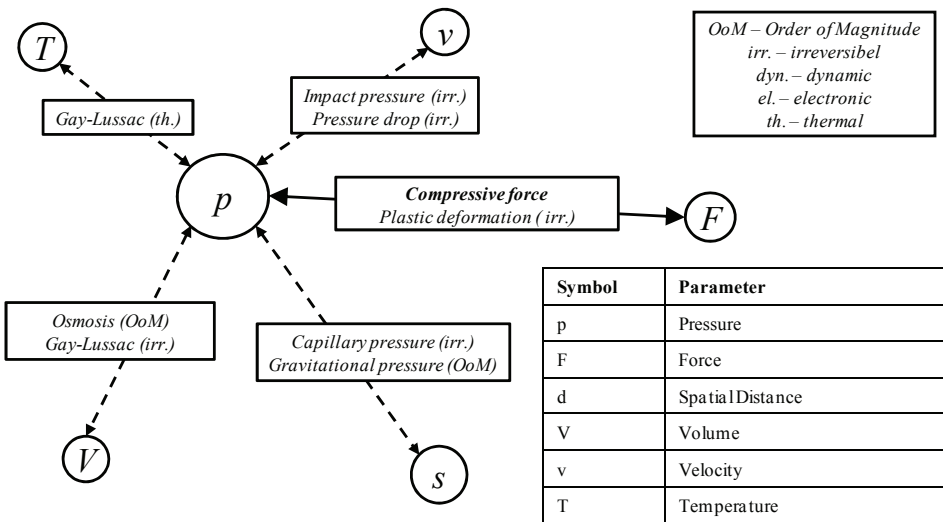 T
v
OoM – Order of Magnitude
irr. – irreversibel
dyn. – dynamic
el. – electronic
th. – thermal
Gay-Lussac (th.)
Impact pressure (irr.)
Pressure drop (irr.)
p
Compressive force
Plastic deformation ( irr.)
F
Osmosis (OoM)
Gay-Lussac (irr.)
Capillary pressure (irr.)
Gravitational pressure (OoM)
V
s
Symbol Parameter
p Pressure
F Force
d Spatial Distance
V Volume
v Velocity
T Temperature